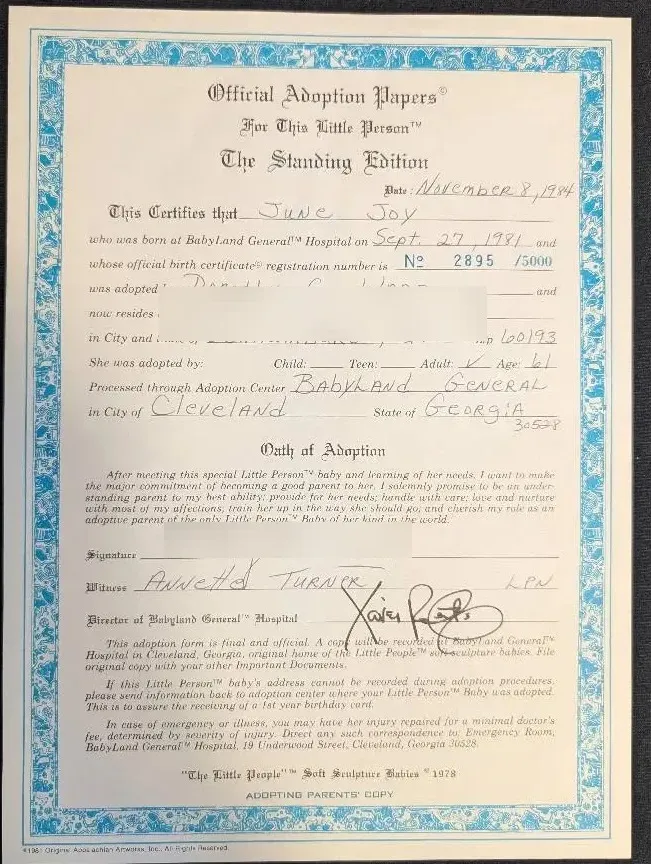 Official Adoption Papers©
For This Little Person™
The Standing Edition
Date: November 8, 1984
This Certifies that June Joy
who was born at BabyLand General™ Hospital on Sept. 27, 1981 and
whose official birth certificate© registration number is No 2895 /5000
was adopted and
now resides
in City and 60193
She was adopted by: Child: Teen: Adult: ✓ Age: 61
Processed through Adoption Center BABYLAND GENERAL
in City of Cleveland State of GEORGIA
30528
Oath of Adoption
After meeting this special Little Person™ baby and learning of her needs, I want to make
the major commitment of becoming a good parent to her. I solemnly promise to be an under-
standing parent to my best ability; provide for her needs; handle with care; love and nurture
with most of my affections; train her up in the way she should go; and cherish my role as an
adoptive parent of the only Little Person™ Baby of her kind in the world.
Signature
Witness ANNETTA TURNER LPN
Director of Babyland General™ Hospital Xavier Roberts
This adoption form is final and official. A copy will be recorded at BabyLand General™
Hospital in Cleveland, Georgia, original home of the Little People™ soft sculpture babies. File
original copy with your other Important Documents.
If this Little Person™ baby's address cannot be recorded during adoption procedures,
please send information back to adoption center where your Little Person™ Baby was adopted.
This is to assure the receiving of a 1st year birthday card.
In case of emergency or illness, you may have her injury repaired for a minimal doctor's
fee, determined by severity of injury. Direct any such correspondence to: Emergency Room,
BabyLand General™ Hospital, 19 Underwood Street, Cleveland, Georgia 30528.
"The Little People"™ Soft Sculpture Babies ©1978
ADOPTING PARENTS' COPY
©1981 Original Appalachian Artworks, Inc., All Rights Reserved.